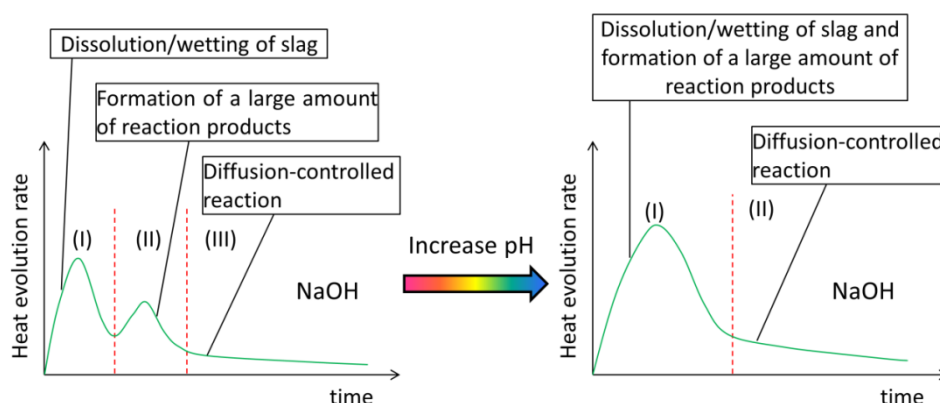 Dissolution/wetting of slag
Formation of a large amount
of reaction products
Diffusion-controlled
reaction
Heat evolution rate
(I)
(II)
(III)
NaOH
time
Increase pH
Dissolution/wetting of slag and
formation of a large amount of
reaction products
Diffusion-controlled
reaction
Heat evolution rate
(I)
(II)
NaOH
time